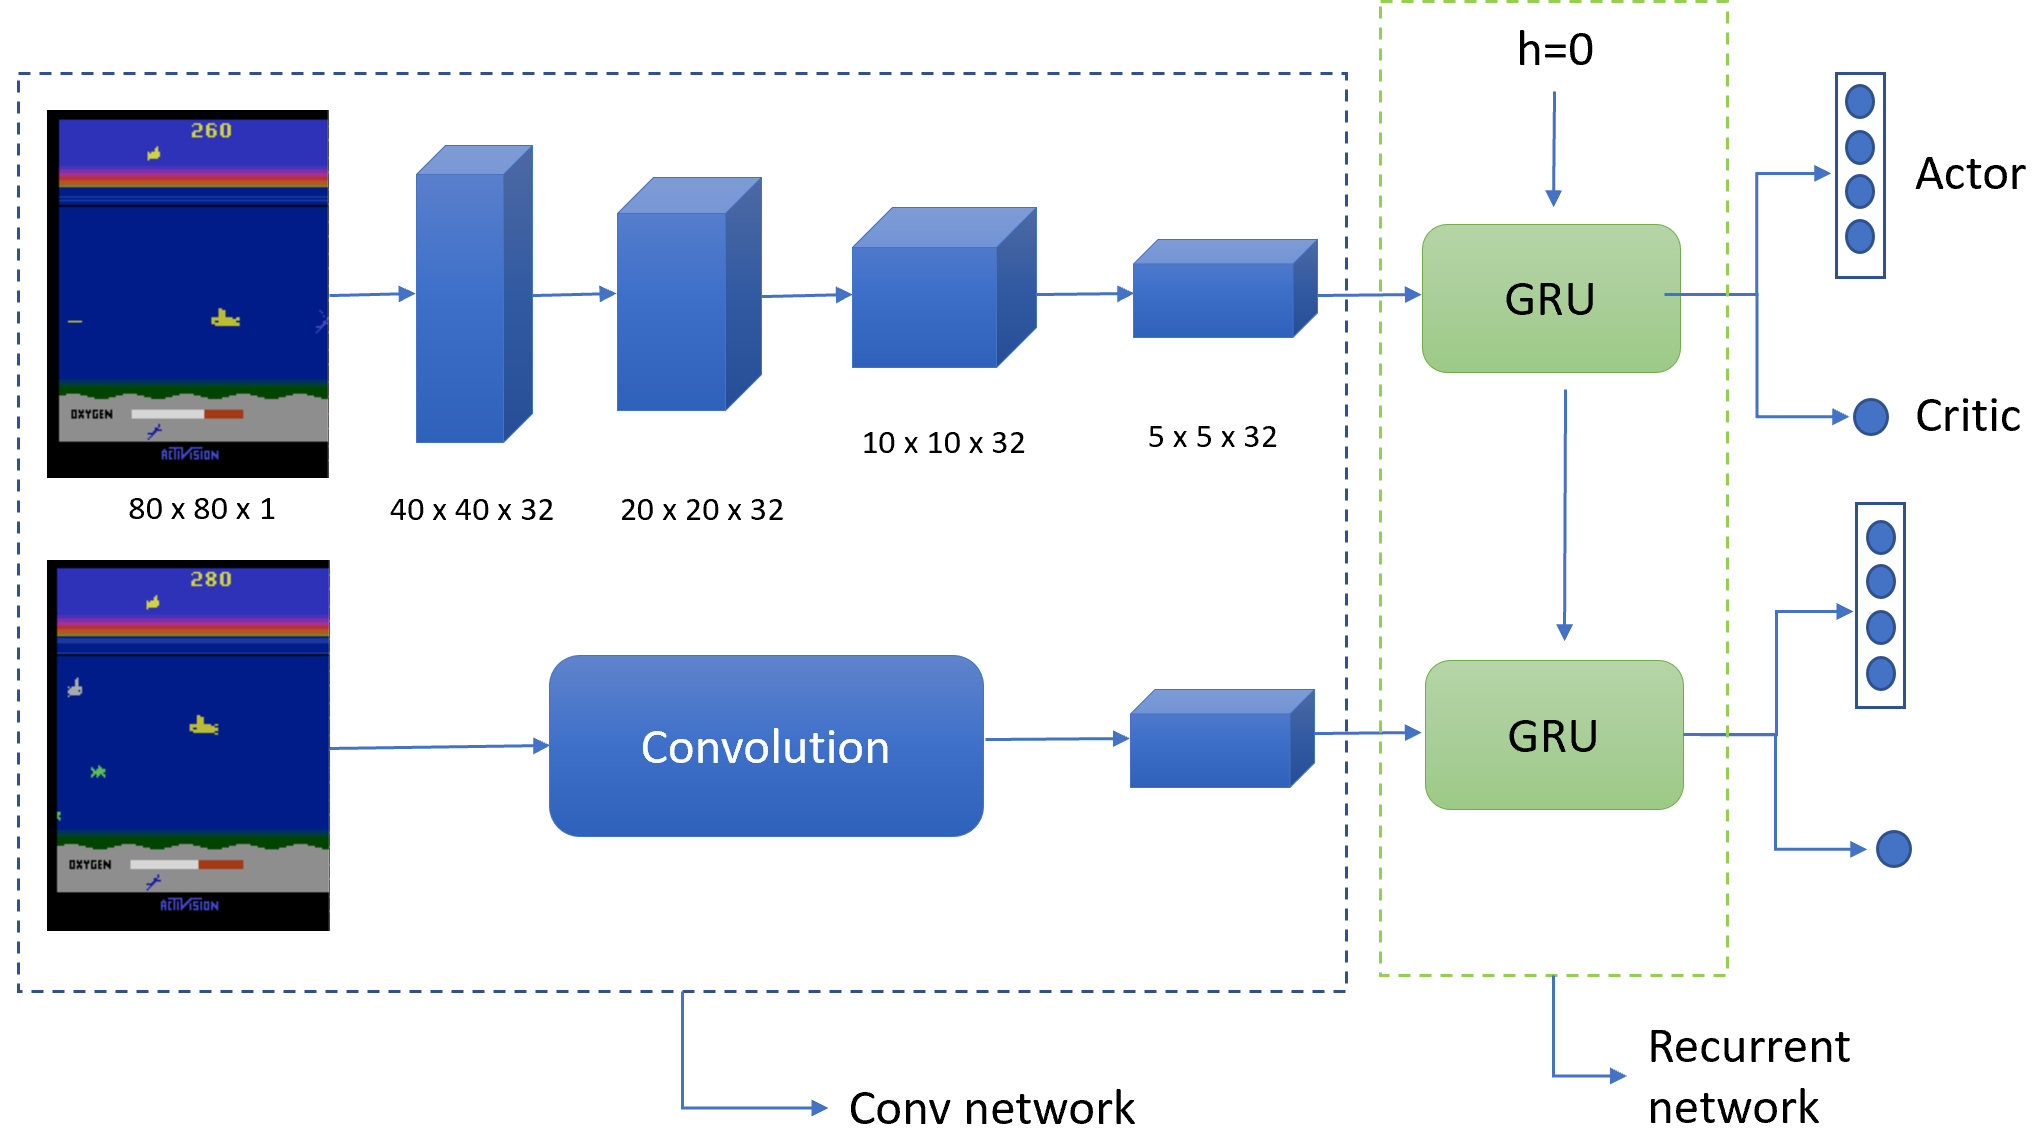 h=0
260
OXYGEN
ACTIVISION
80 x 80 x 1
40 x 40 x 32
20 x 20 x 32
10 x 10 x 32
5 x 5 x 32
GRU
Actor
Critic
280
OXYGEN
ACTIVISION
Convolution
GRU
Conv network
Recurrent
network